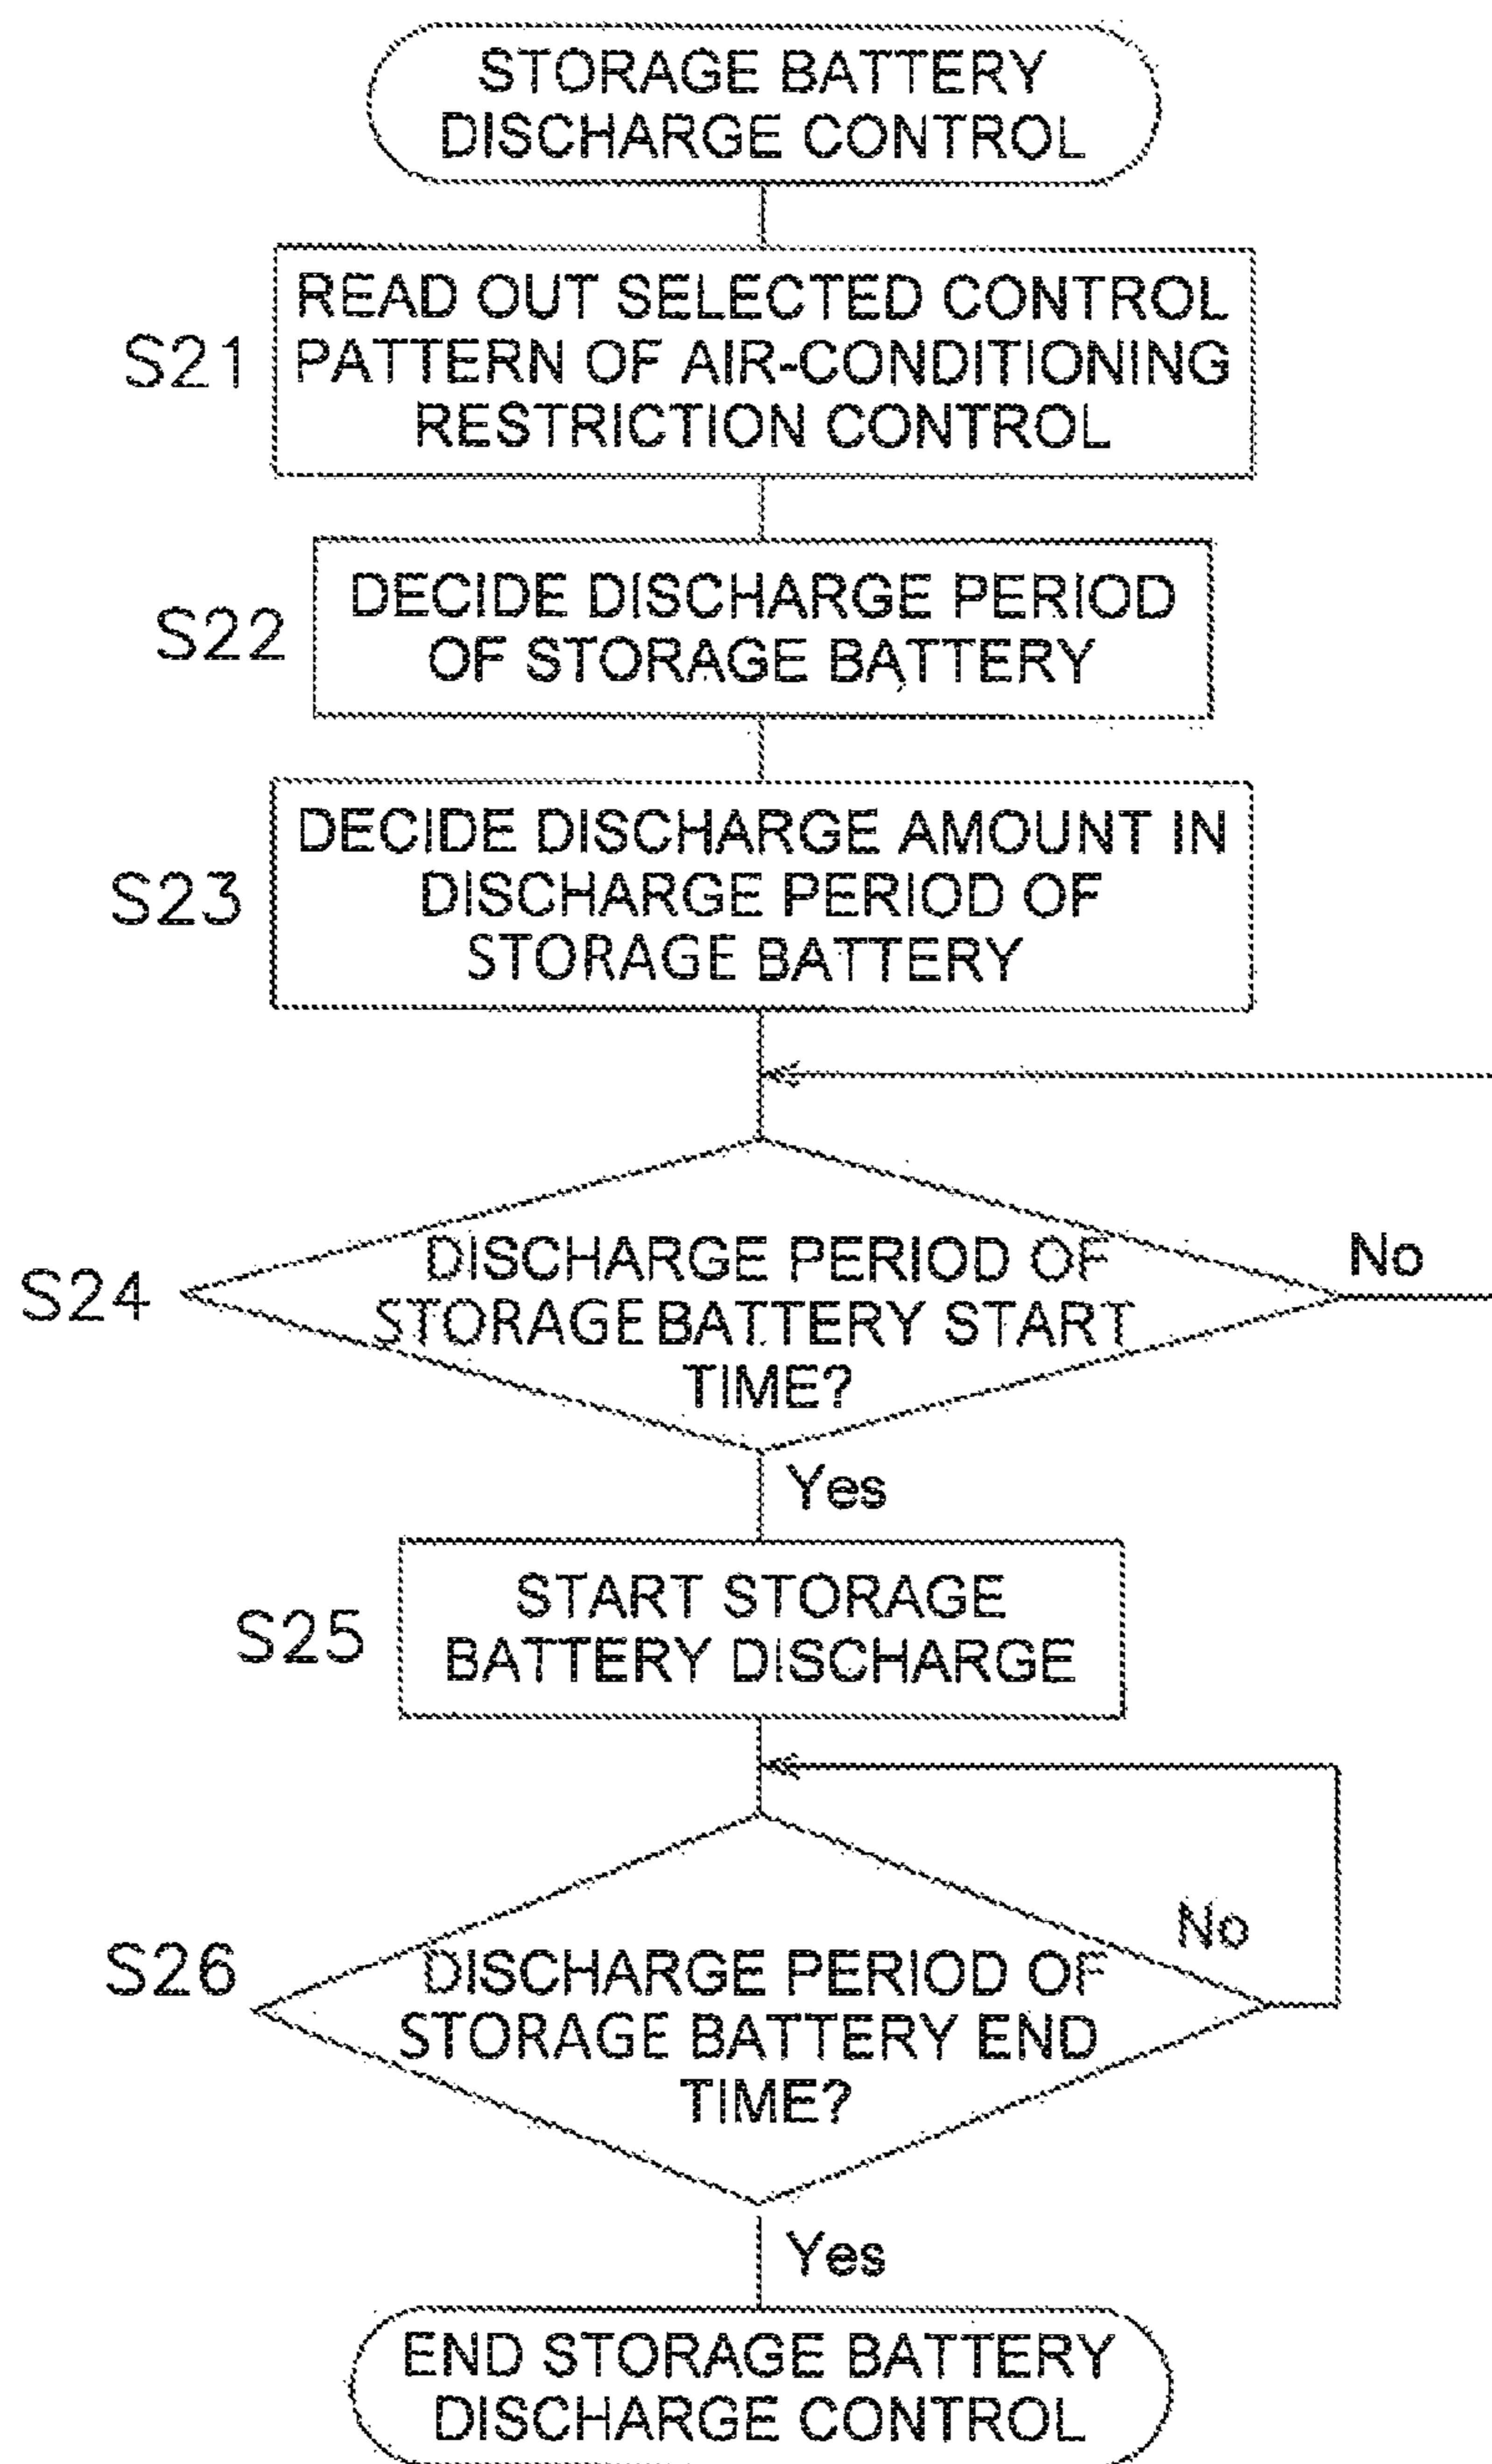 STORAGE BATTERY
DISCHARGE CONTROL
S21
READ OUT SELECTED CONTROL
PATTERN OF AIR-CONDITIONING
RESTRICTION CONTROL
S22
DECIDE DISCHARGE PERIOD
OF STORAGE BATTERY
S23
DECIDE DISCHARGE AMOUNT IN
DISCHARGE PERIOD OF
STORAGE BATTERY
S24
DISCHARGE PERIOD OF
STORAGE BATTERY START
TIME?
No
Yes
S25
START STORAGE
BATTERY DISCHARGE
S26
DISCHARGE PERIOD OF
STORAGE BATTERY END
TIME?
No
Yes
END STORAGE BATTERY
DISCHARGE CONTROL